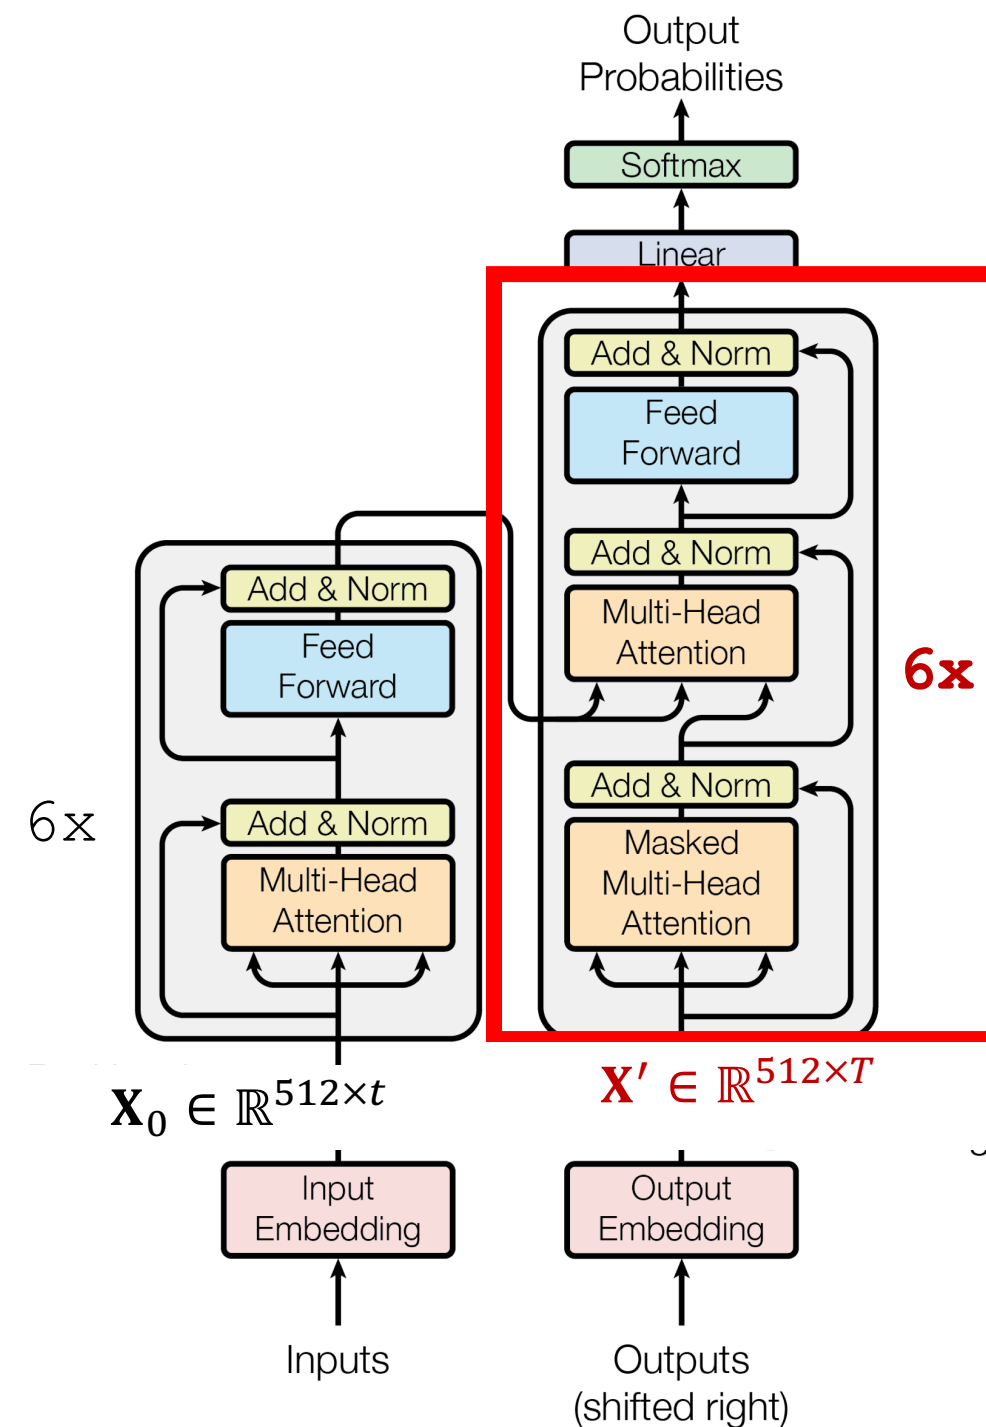 Output
Probabilities
Softmax
Linear
Add & Norm
Feed
Forward
Add & Norm
Multi-Head
Attention
6x
Add & Norm
Masked
Multi-Head
Attention
Add & Norm
Feed
Forward
6x
Add & Norm
Multi-Head
Attention
X₀ ∈ ℝ^{512×t}
X′ ∈ ℝ^{512×T}
Input
Embedding
Output
Embedding
Inputs
Outputs
(shifted right)